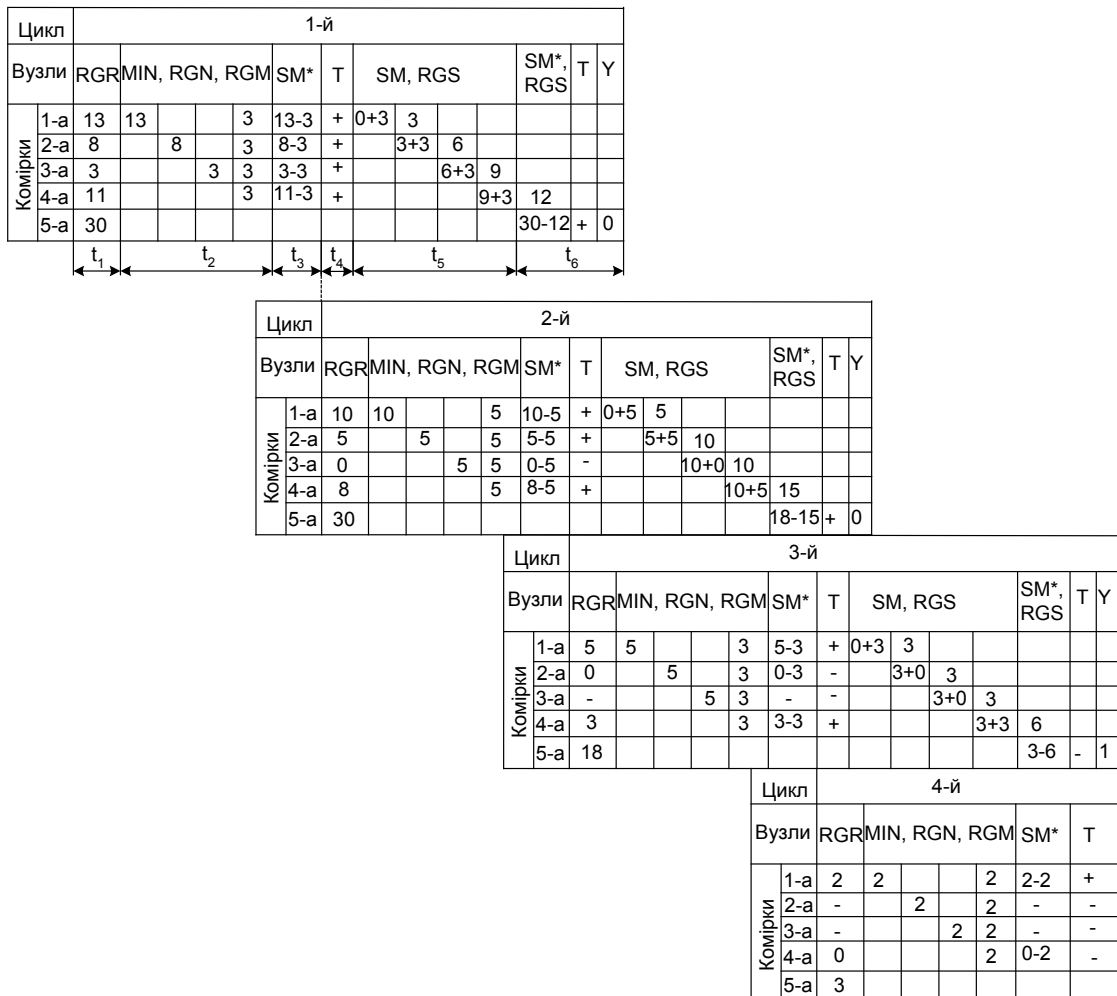 Цикл 1-й
Вузли RGR MIN, RGN, RGM SM* T SM, RGS SM*, RGS T Y
Комірки
1-а 13 13 3 13-3 + 0+3 3
2-а 8 8 3 8-3 + 3+3 6
3-а 3 3 3 3-3 + 6+3 9
4-а 11 3 11-3 + 9+3 12
5-а 30 30-12 + 0
t1 t2 t3 t4 t5 t6
Цикл 2-й
Вузли RGR MIN, RGN, RGM SM* T SM, RGS SM*, RGS T Y
Комірки
1-а 10 10 5 10-5 + 0+5 5
2-а 5 5 5 5-5 + 5+5 10
3-а 0 5 5 0-5 - 10+0 10
4-а 8 5 8-5 + 10+5 15
5-а 30 18-15 + 0
Цикл 3-й
Вузли RGR MIN, RGN, RGM SM* T SM, RGS SM*, RGS T Y
Комірки
1-а 5 5 3 5-3 + 0+3 3
2-а 0 5 3 0-3 - 3+0 3
3-а - 5 3 - - 3+0 3
4-а 3 3 3-3 + 3+3 6
5-а 18 3-6 - 1
Цикл 4-й
Вузли RGR MIN, RGN, RGM SM* T
Комірки
1-а 2 2 2 2-2 +
2-а - 2 2 - -
3-а - 2 2 - -
4-а 0 2 0-2 -
5-а 3